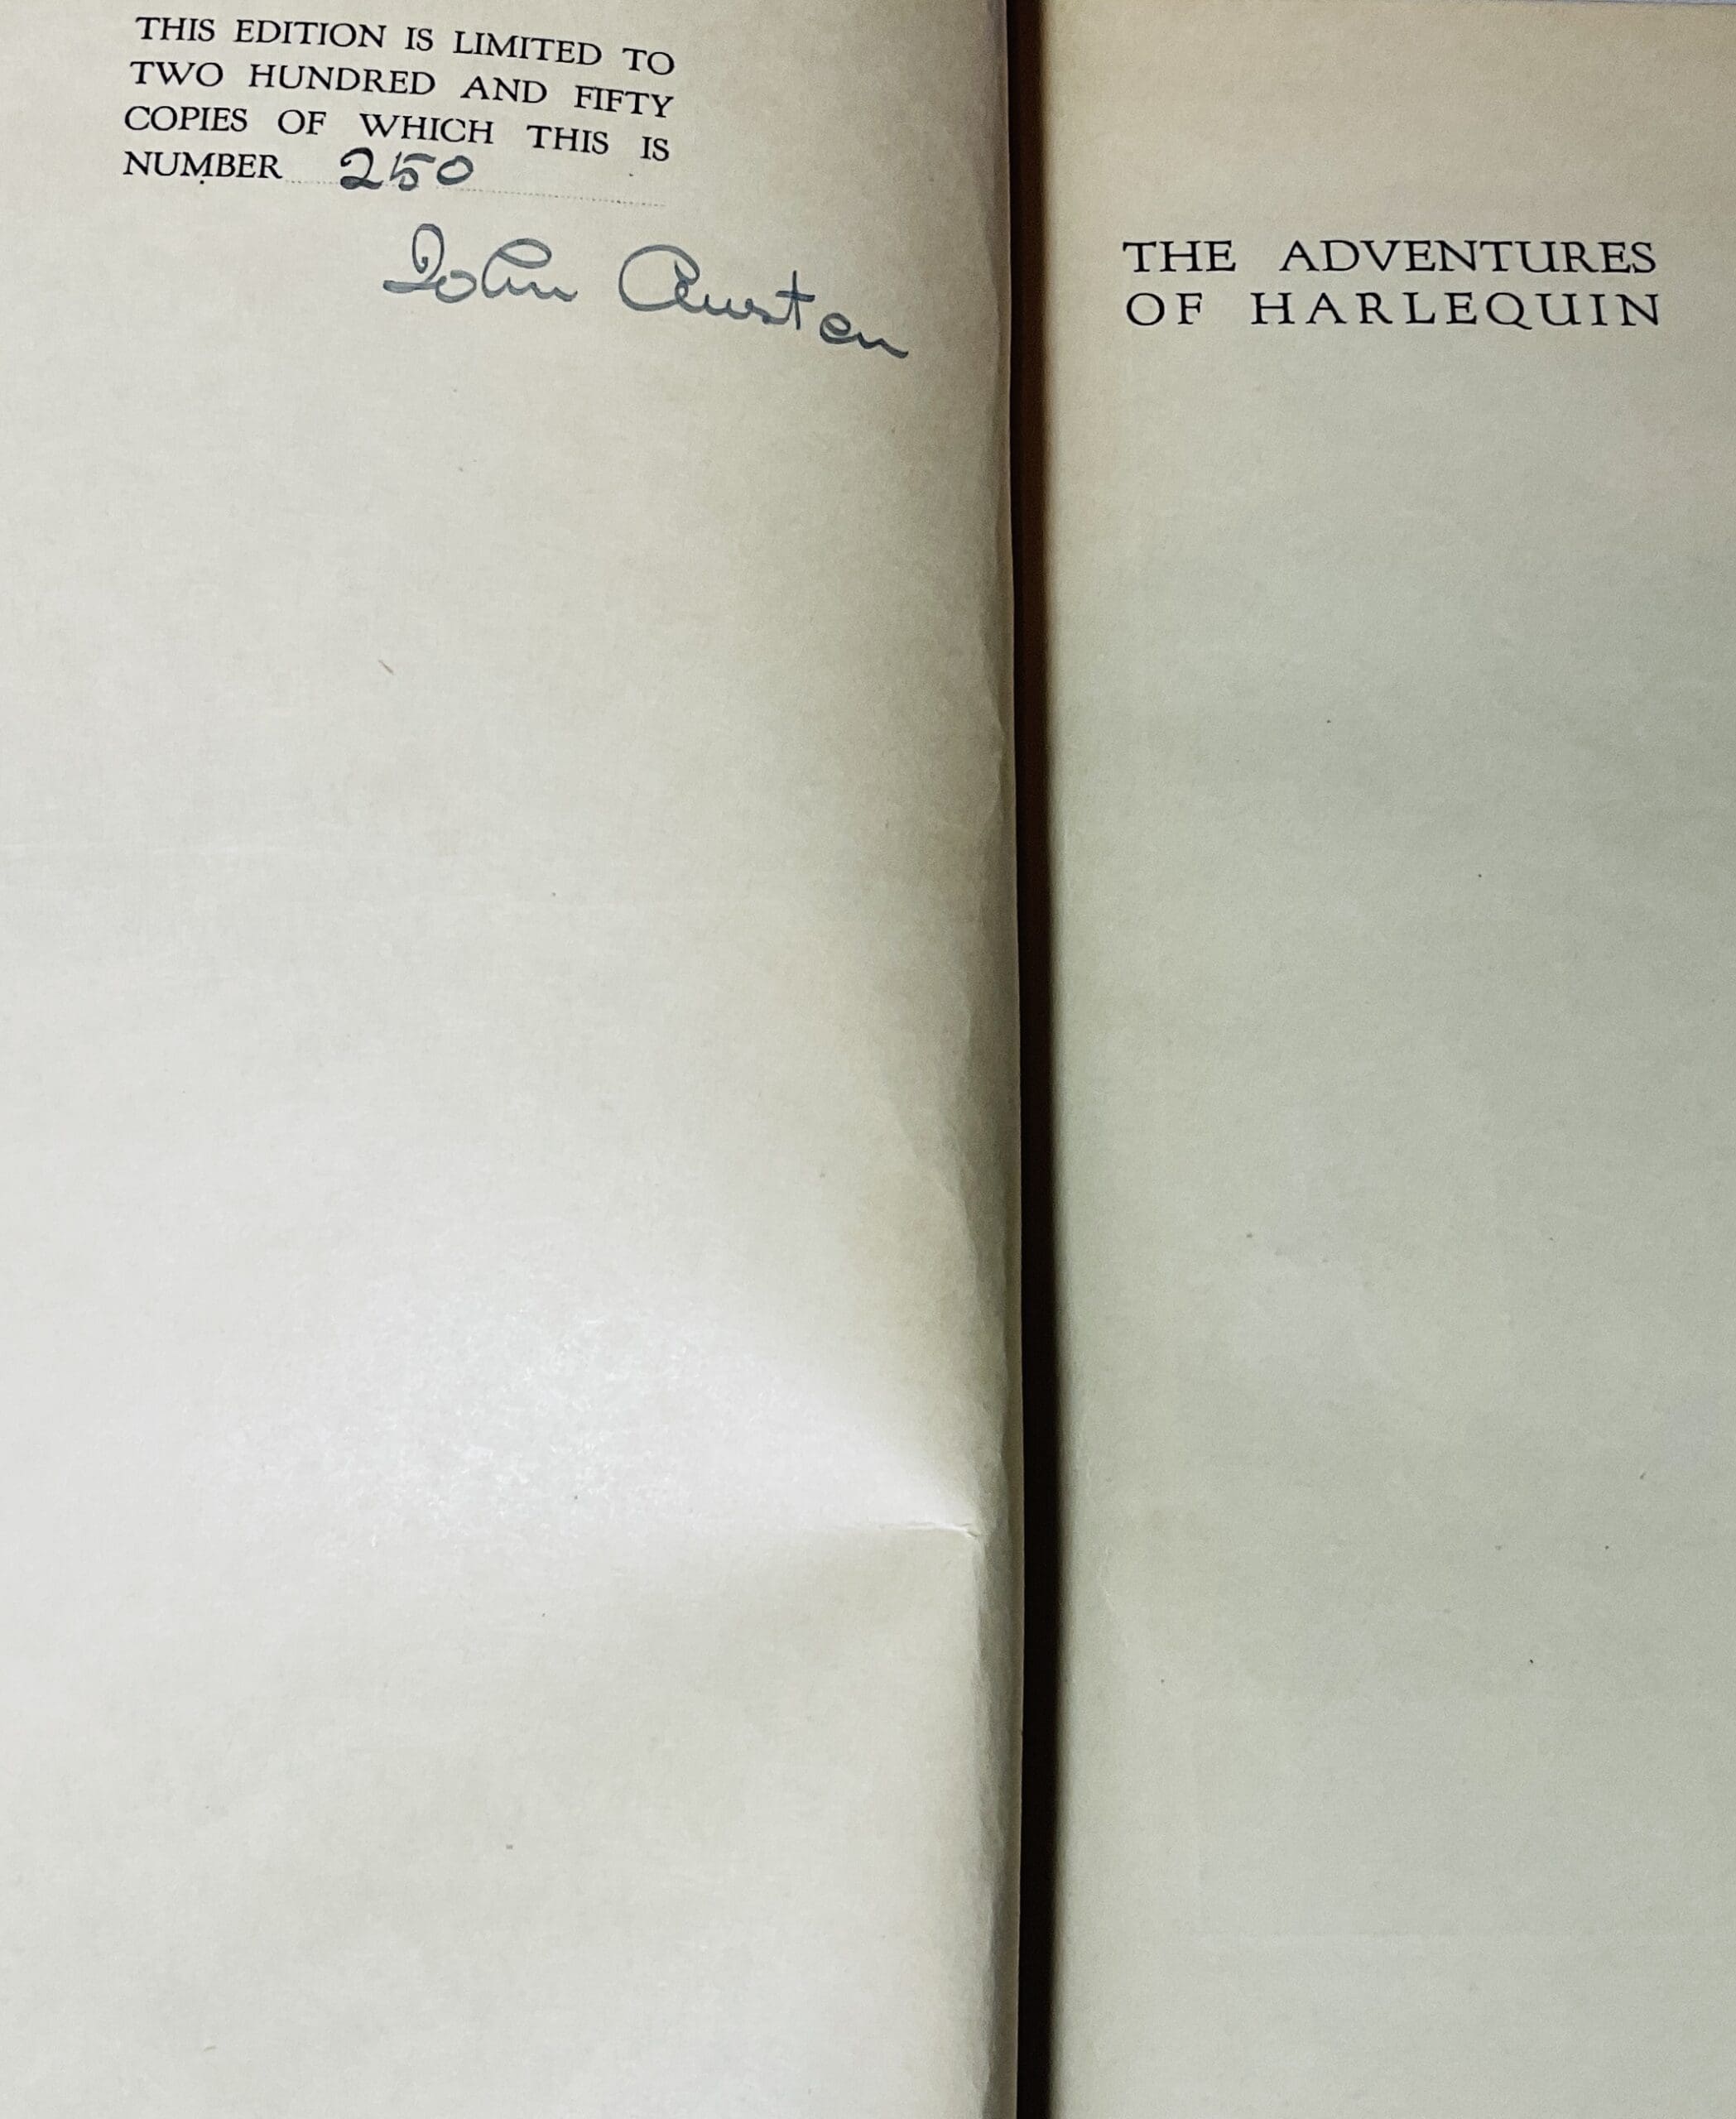 THIS EDITION IS LIMITED TO
TWO HUNDRED AND FIFTY
COPIES OF WHICH THIS IS
NUMBER 250
John Austen
THE ADVENTURES
OF HARLEQUIN